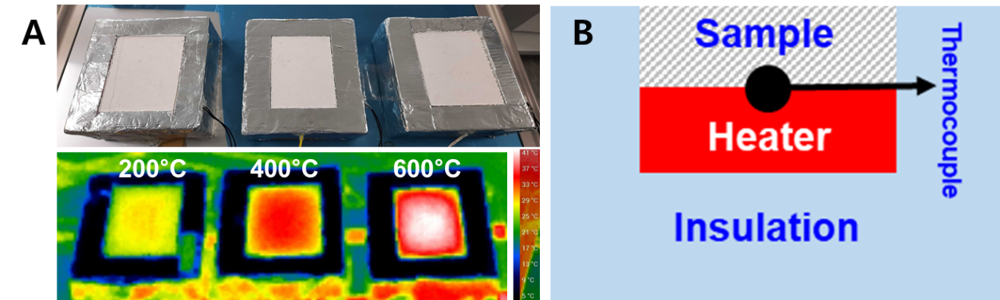 A
200°C
400°C
600°C
41 °C
37 °C
33 °C
29 °C
25 °C
21 °C
17 °C
13 °C
9 °C
5 °C
B
Sample
Thermocouple
Heater
Insulation